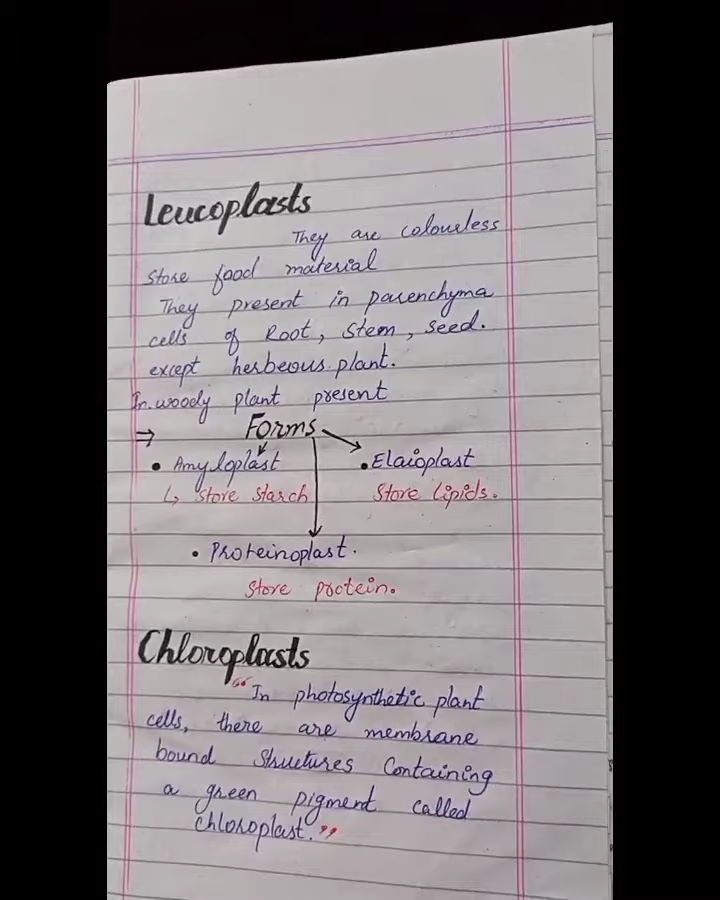 Leucoplasts
They are colourless
store food material
They present in parenchyma
cells of Root, Stem, seed.
except herbeous plant.
In woody plant present
⇒ Forms
• Amyloplast • Elaioplast
↳ store starch Store Lipids.
• Proteinoplast.
Store protein.
Chloroplasts
“In photosynthetic plant
cells, there are membrane
bound Structures Containing
a green pigment called
chloroplast.”